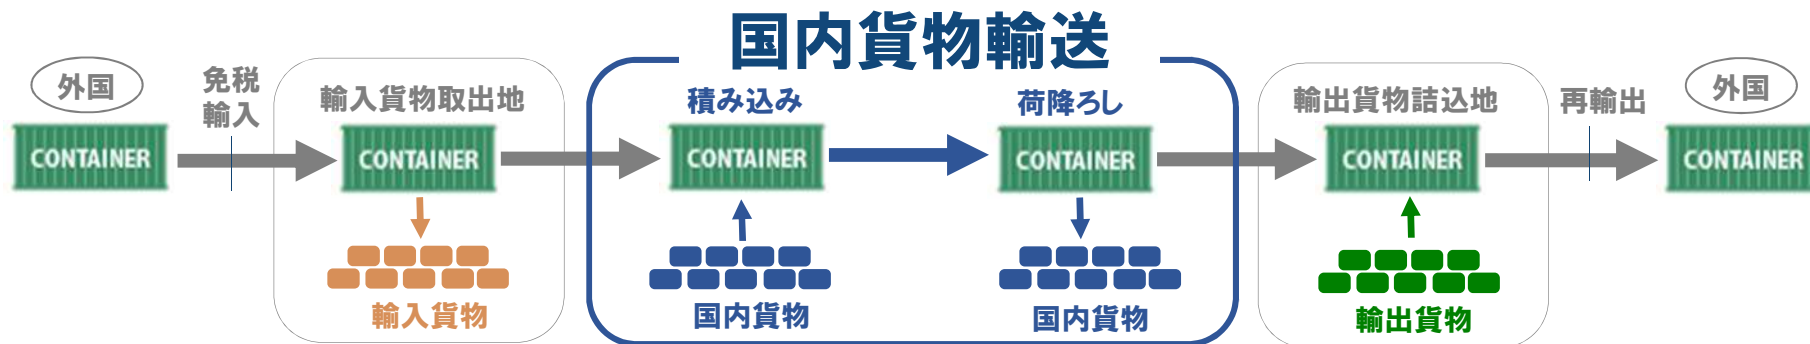 国内貨物輸送
外国
免税
輸入
輸入貨物取出地
積み込み
荷降ろし
輸出貨物詰込地
再輸出
外国
CONTAINER
CONTAINER
CONTAINER
CONTAINER
CONTAINER
CONTAINER
輸入貨物
国内貨物
国内貨物
輸出貨物